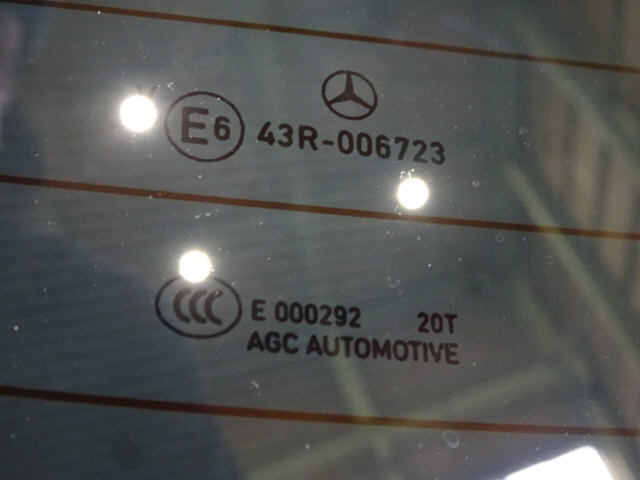 E6 43R-006723
CCC E 000292 20T
AGC AUTOMOTIVE